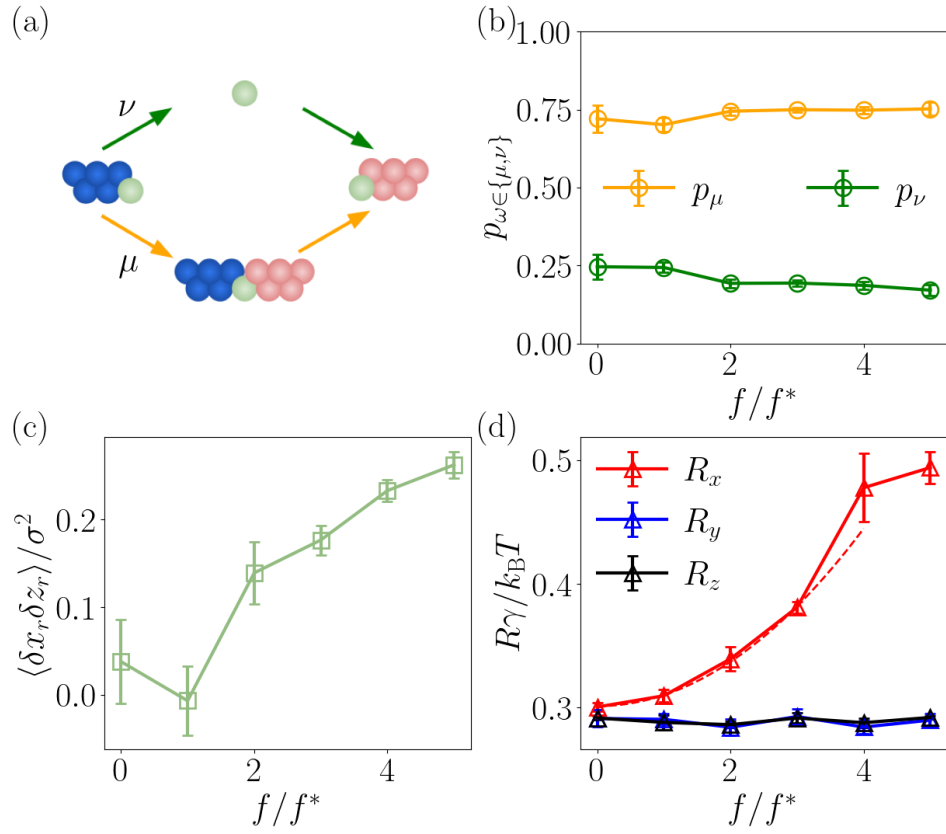 (a)
ν
μ
(b)
1.00
0.75
0.50
0.25
0.00
p_{ω∈{μ,ν}}
p_μ
p_ν
0 2 4
f/f*
(c)
0.2
0.1
0.0
⟨δx_r δz_r⟩/σ²
0 2 4
f/f*
(d)
0.5
0.4
0.3
Rγ/k_BT
R_x
R_y
R_z
0 2 4
f/f*